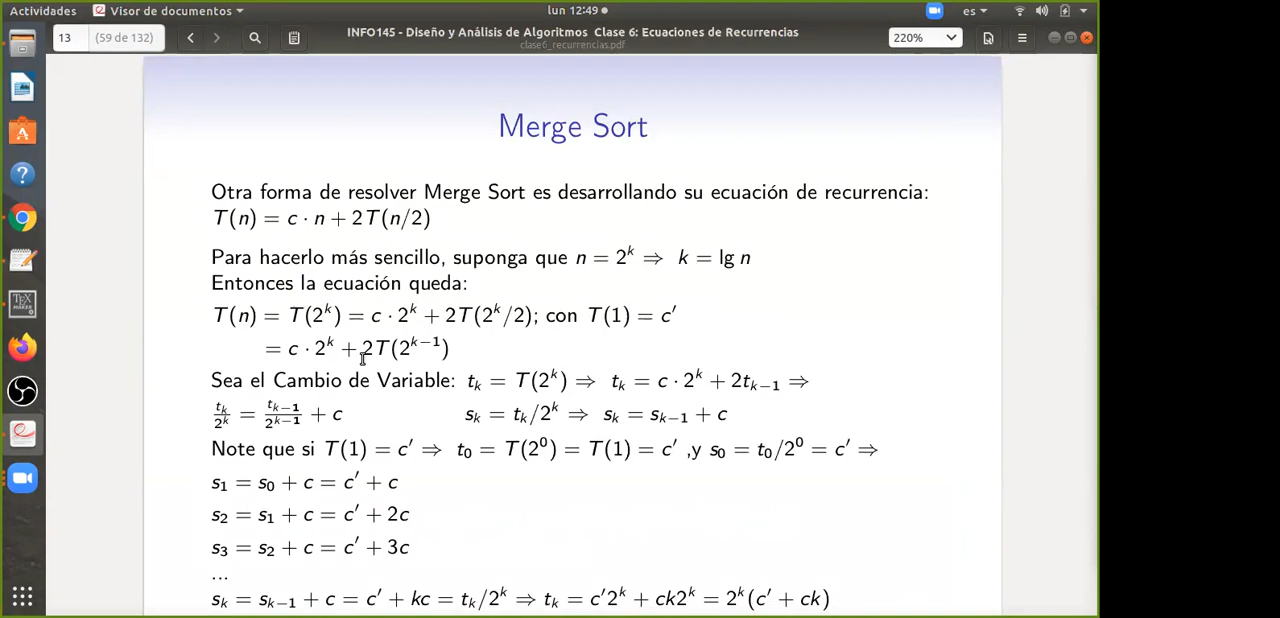 Actividades Visor de documentos lun 12:49 es
13 (59 de 132) INFO145 - Diseño y Análisis de Algoritmos Clase 6: Ecuaciones de Recurrencias 220%
clase6_recurrencias.pdf
Merge Sort
Otra forma de resolver Merge Sort es desarrollando su ecuación de recurrencia:
T(n) = c · n + 2T(n/2)
Para hacerlo más sencillo, suponga que n = 2^k ⇒ k = lg n
Entonces la ecuación queda:
T(n) = T(2^k) = c · 2^k + 2T(2^k/2); con T(1) = c′
= c · 2^k + 2T(2^{k−1})
Sea el Cambio de Variable: t_k = T(2^k) ⇒ t_k = c · 2^k + 2t_{k−1} ⇒
t_k/2^k = t_{k−1}/2^{k−1} + c s_k = t_k/2^k ⇒ s_k = s_{k−1} + c
Note que si T(1) = c′ ⇒ t_0 = T(2^0) = T(1) = c′ ,y s_0 = t_0/2^0 = c′ ⇒
s_1 = s_0 + c = c′ + c
s_2 = s_1 + c = c′ + 2c
s_3 = s_2 + c = c′ + 3c
...
s_k = s_{k−1} + c = c′ + kc = t_k/2^k ⇒ t_k = c′2^k + ck2^k = 2^k(c′ + ck)